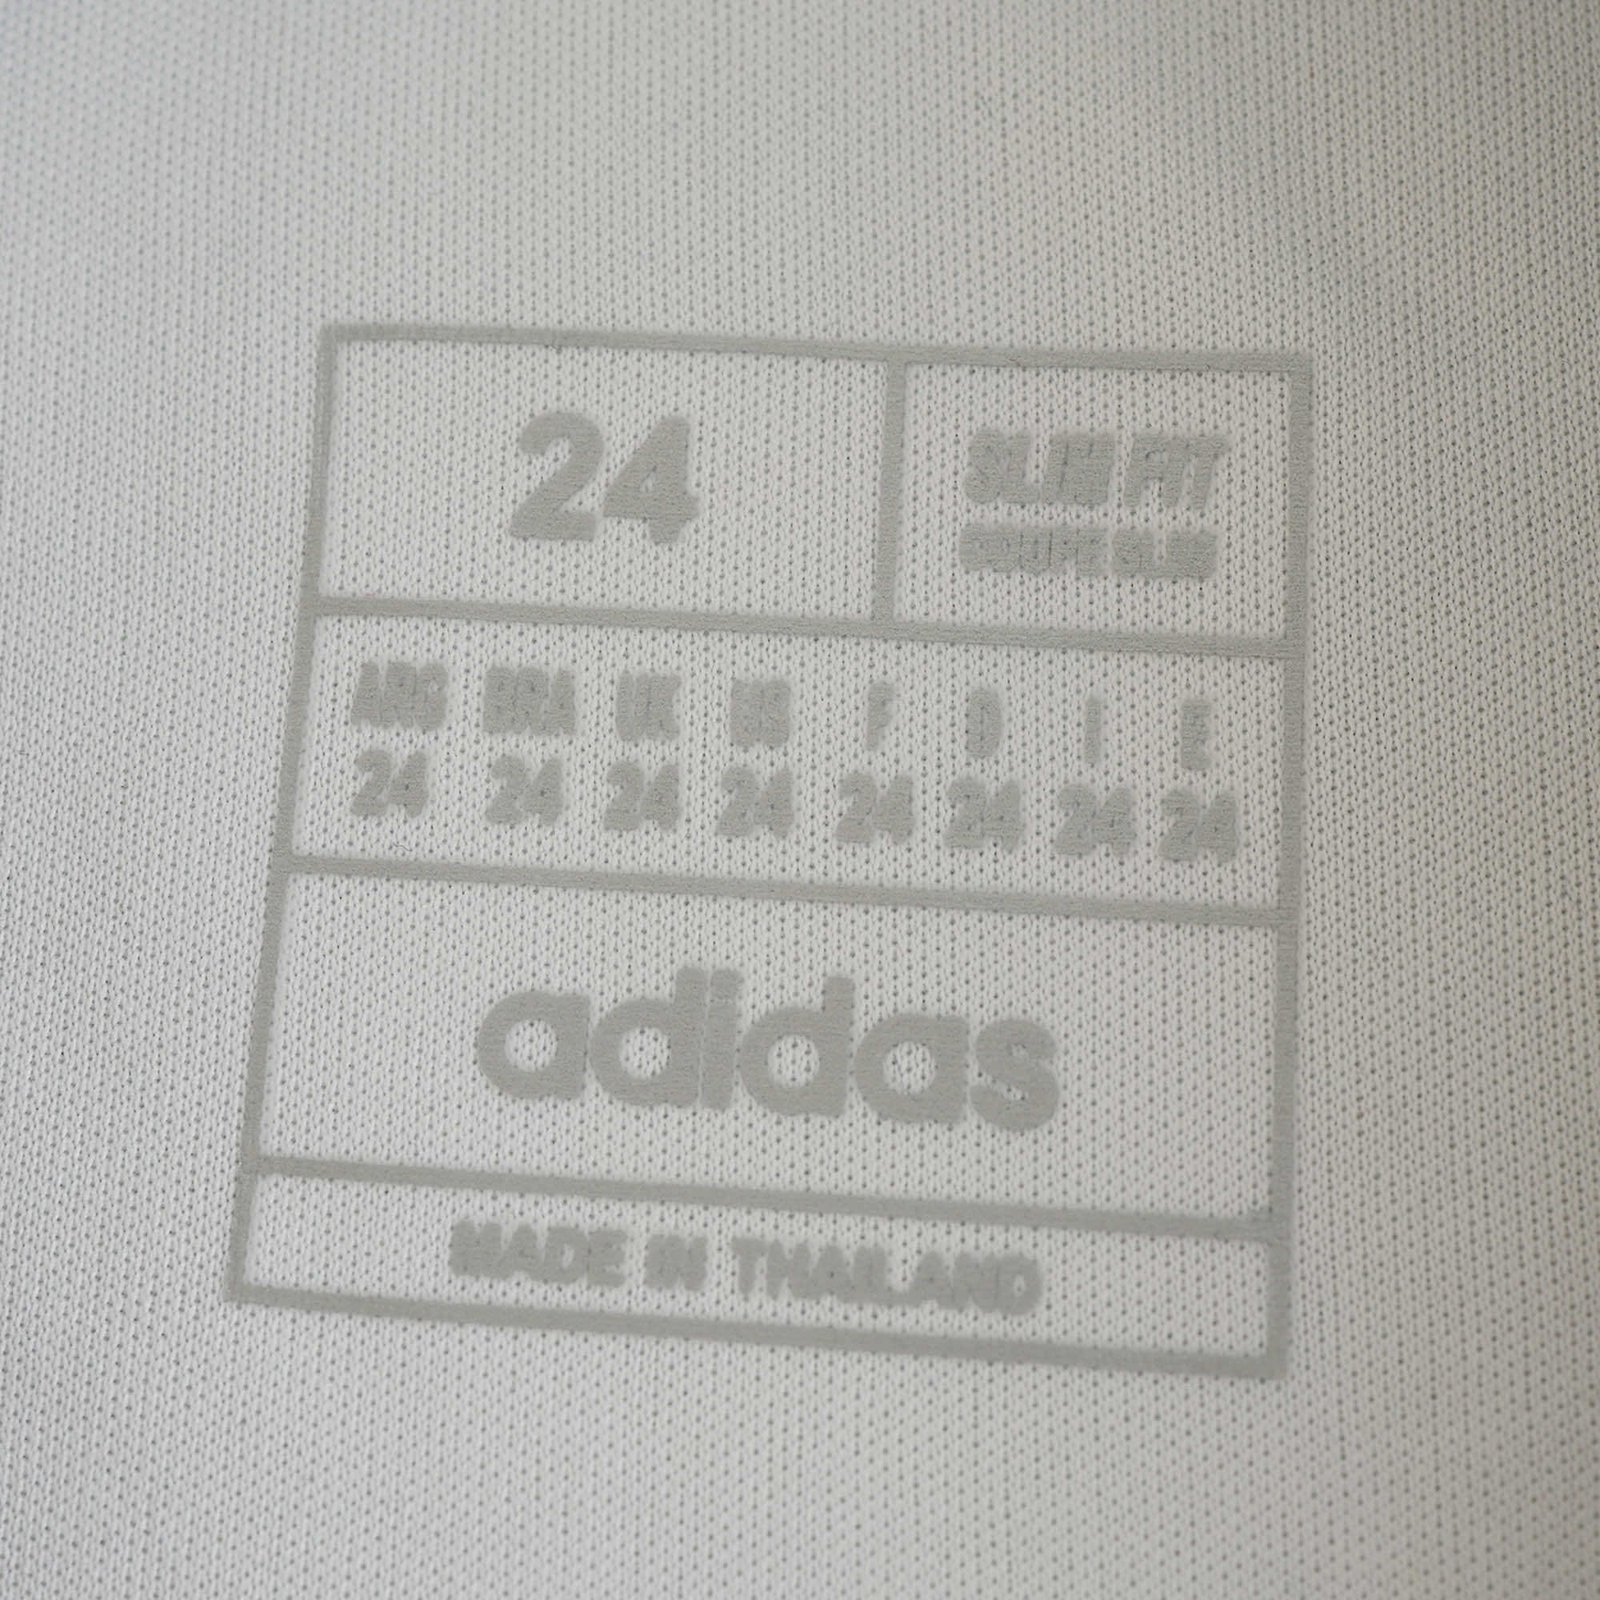 24
SLIM FIT
COUPE SLIM
ARG BRA UK US F D I E
24 24 24 24 24 24 24 24
adidas
MADE IN THAILAND